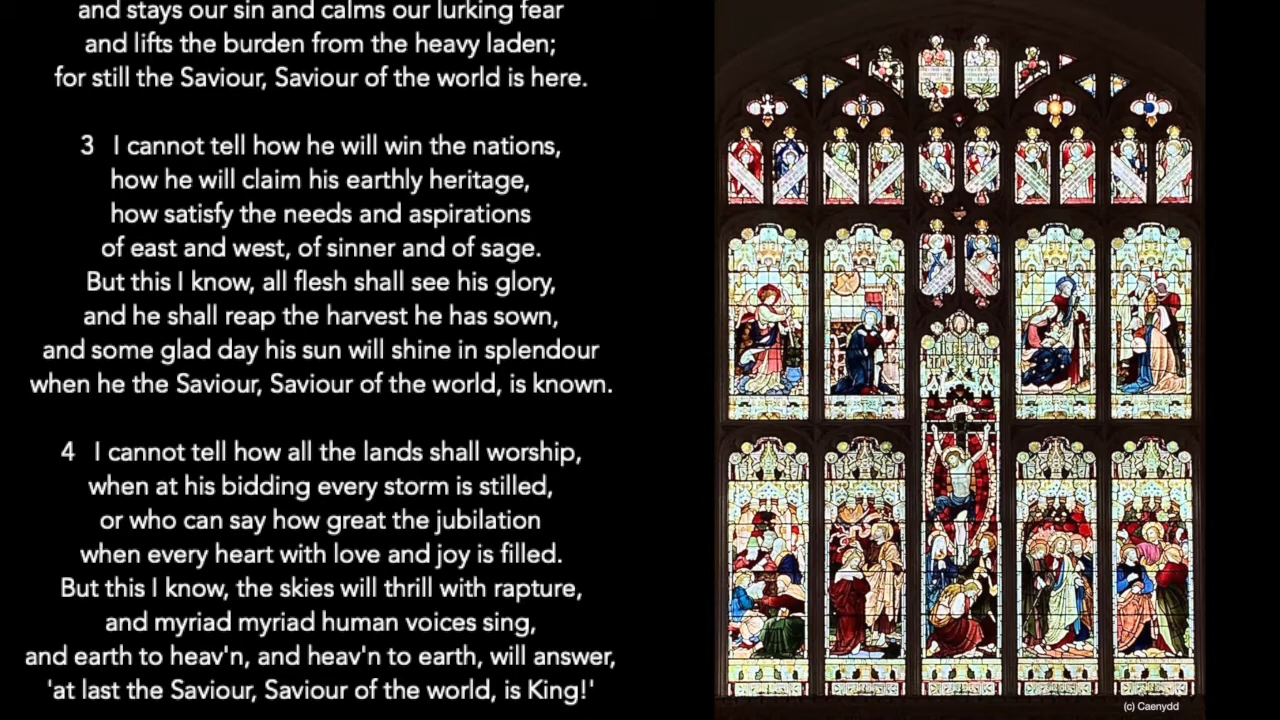 and stays our sin and calms our lurking fear
and lifts the burden from the heavy laden;
for still the Saviour, Saviour of the world is here.
3 I cannot tell how he will win the nations,
how he will claim his earthly heritage,
how satisfy the needs and aspirations
of east and west, of sinner and of sage.
But this I know, all flesh shall see his glory,
and he shall reap the harvest he has sown,
and some glad day his sun will shine in splendour
when he the Saviour, Saviour of the world, is known.
4 I cannot tell how all the lands shall worship,
when at his bidding every storm is stilled,
or who can say how great the jubilation
when every heart with love and joy is filled.
But this I know, the skies will thrill with rapture,
and myriad myriad human voices sing,
and earth to heav'n, and heav'n to earth, will answer,
'at last the Saviour, Saviour of the world, is King!'
(c) Caenydd